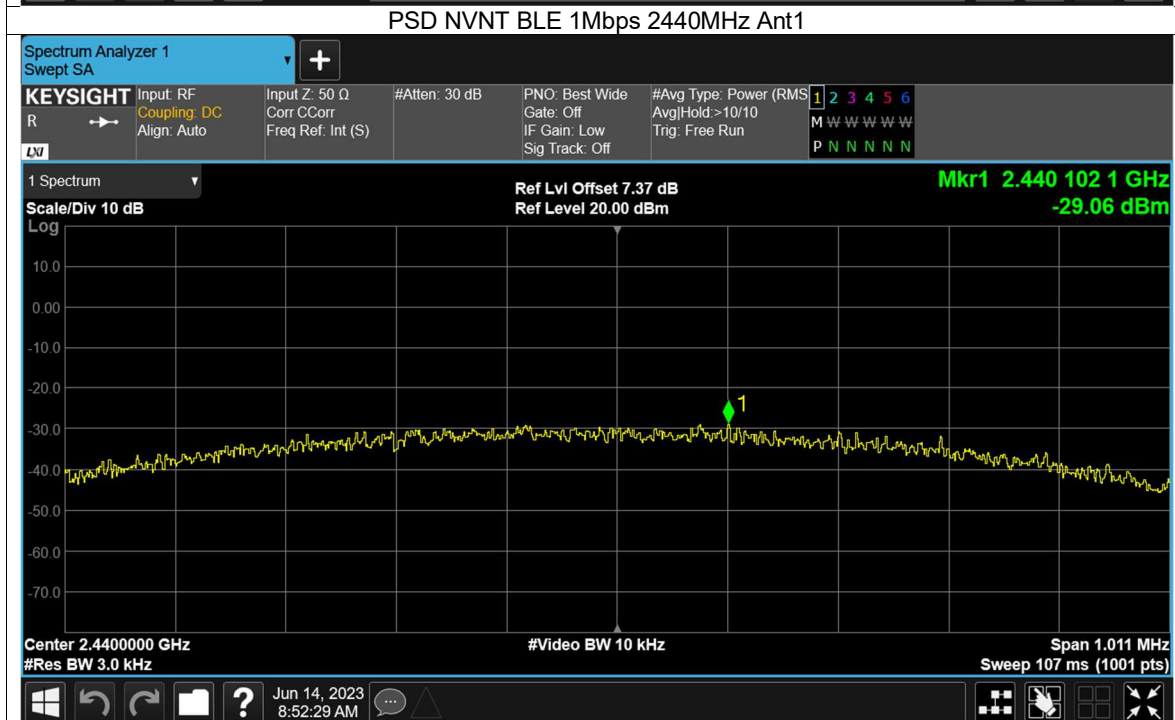 PSD NVNT BLE 1Mbps 2440MHz Ant1
Spectrum Analyzer 1
Swept SA
+
KEYSIGHT
R
LXI
Input: RF
Coupling: DC
Align: Auto
Input Z: 50 Ω
Corr CCorr
Freq Ref: Int (S)
#Atten: 30 dB
PNO: Best Wide
Gate: Off
IF Gain: Low
Sig Track: Off
#Avg Type: Power (RMS
Avg|Hold:>10/10
Trig: Free Run
1 2 3 4 5 6
M W W W W W
P N N N N N
1 Spectrum
Scale/Div 10 dB
Log
Ref Lvl Offset 7.37 dB
Ref Level 20.00 dBm
Mkr1 2.440 102 1 GHz
-29.06 dBm
10.0
0.00
-10.0
-20.0
1
-30.0
-40.0
-50.0
-60.0
-70.0
Center 2.4400000 GHz
#Video BW 10 kHz
Span 1.011 MHz
#Res BW 3.0 kHz
Sweep 107 ms (1001 pts)
?
Jun 14, 2023
8:52:29 AM